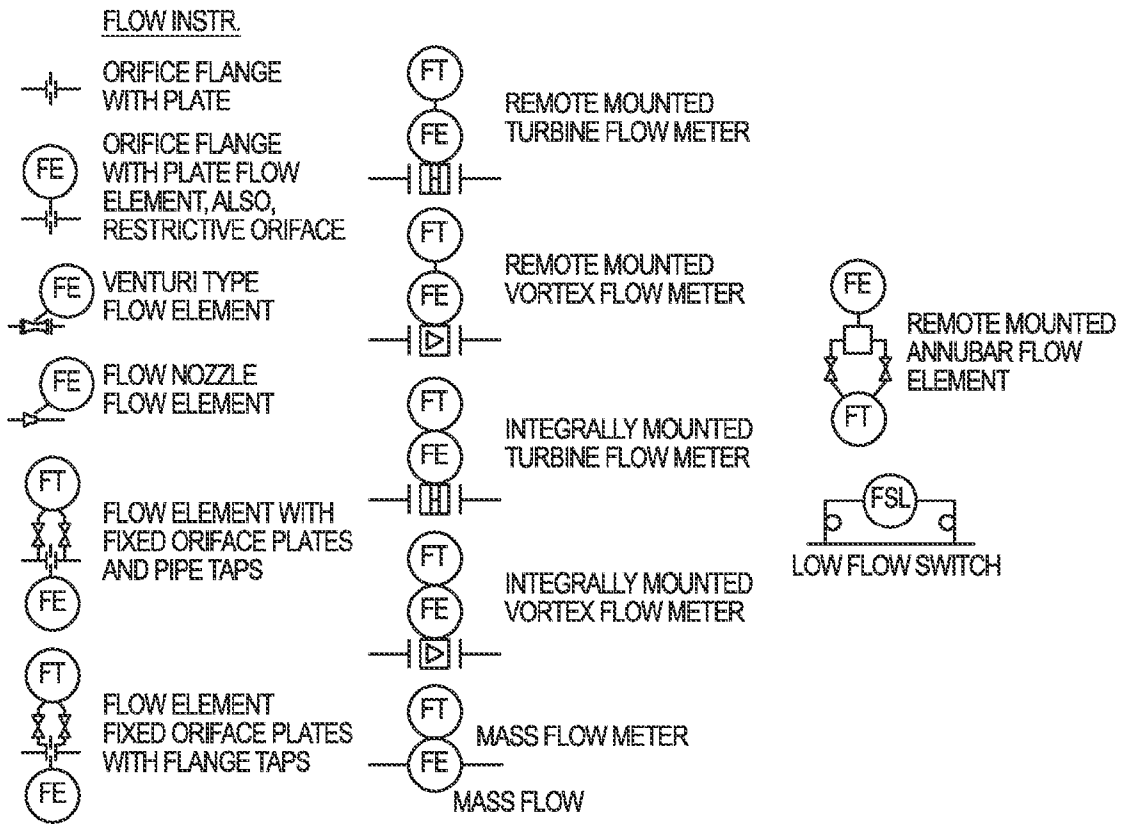 FLOW INSTR.
ORIFICE FLANGE
WITH PLATE
FE
ORIFICE FLANGE
WITH PLATE FLOW
ELEMENT, ALSO,
RESTRICTIVE ORIFACE
FE
VENTURI TYPE
FLOW ELEMENT
FE
FLOW NOZZLE
FLOW ELEMENT
FT
FLOW ELEMENT WITH
FIXED ORIFACE PLATES
AND PIPE TAPS
FE
FT
FLOW ELEMENT
FIXED ORIFACE PLATES
WITH FLANGE TAPS
FE
FT
FE
REMOTE MOUNTED
TURBINE FLOW METER
FT
FE
REMOTE MOUNTED
VORTEX FLOW METER
FT
FE
INTEGRALLY MOUNTED
TURBINE FLOW METER
FT
FE
INTEGRALLY MOUNTED
VORTEX FLOW METER
FT
MASS FLOW METER
FE
MASS FLOW
FE
REMOTE MOUNTED
ANNUBAR FLOW
ELEMENT
FT
FSL
LOW FLOW SWITCH